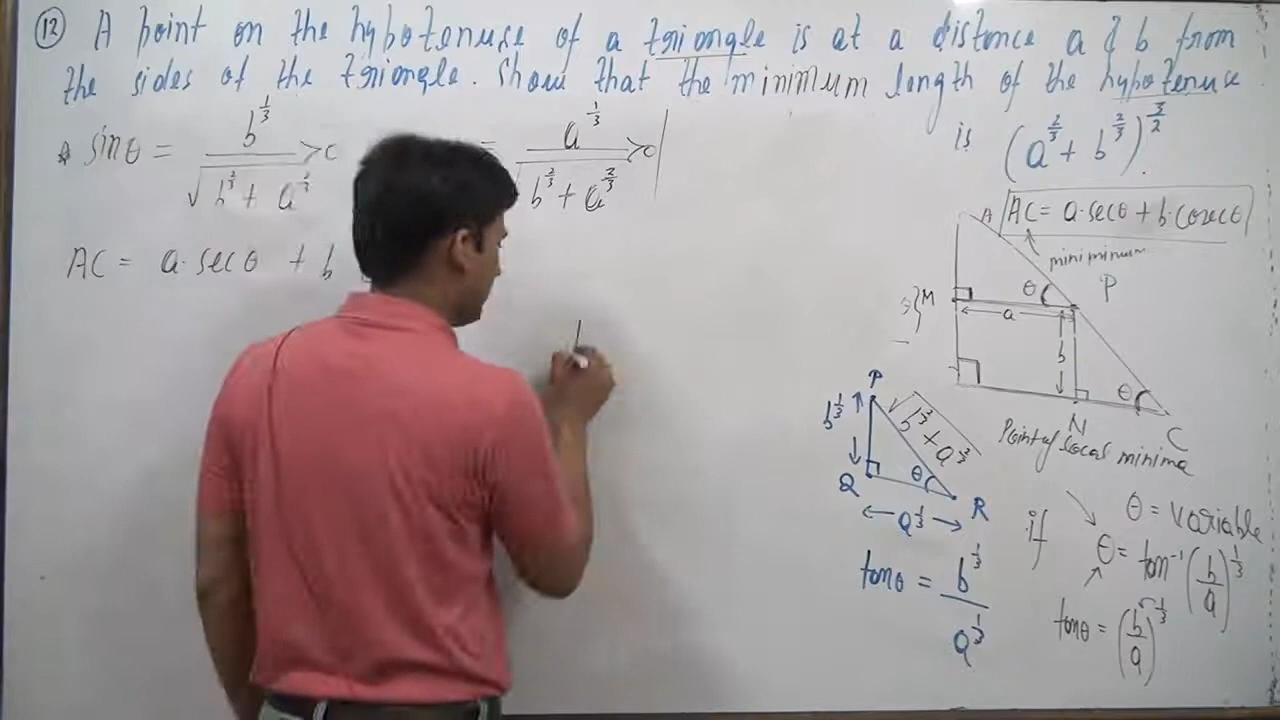 (12) A point on the hypotenuse of a triangle is at a distance a & b from
the sides of the triangle. Show that the minimum length of the hypotenuse
is (a^2/3 + b^2/3)^3/2.
sinθ = b^1/3 / √(b^2/3 + a^2/3) >0 = a^1/3 / √(b^2/3 + a^2/3) >0
AC = a·secθ + b
A AC = a·secθ + b·cosecθ
minimimum
θ P
M a
b
θ
N C
Point of local minima
P
b^1/3 √(b^2/3 + a^2/3)
θ
Q R
a^1/3
tanθ = b^1/3 / a^1/3
θ = variable
if θ = tan^-1 (b/a)^1/3
tanθ = (b/a)^1/3